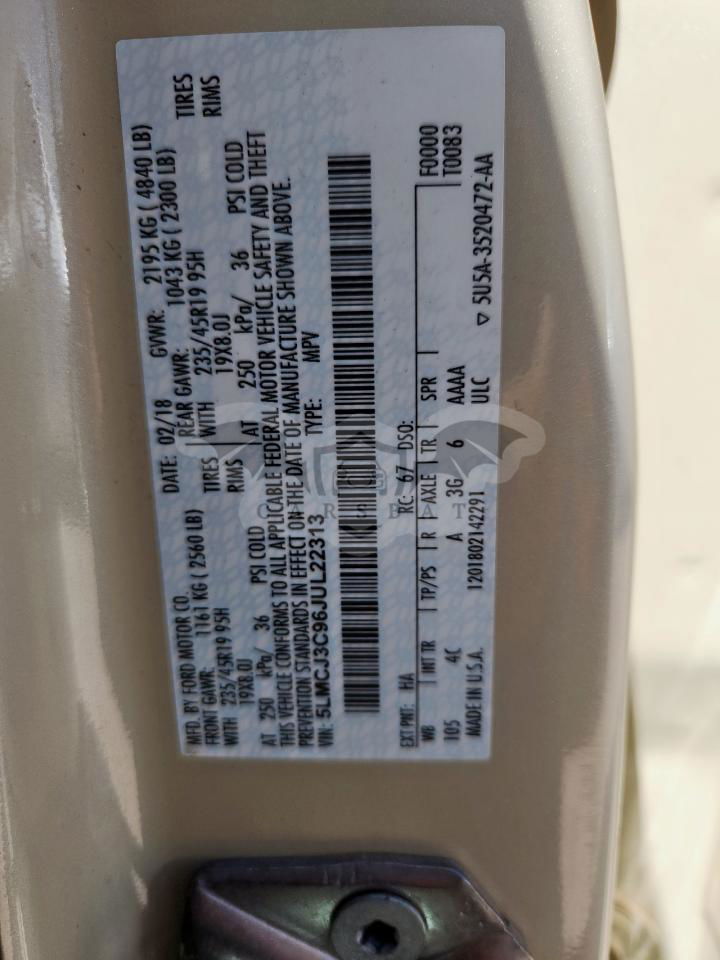 MFD. BY FORD MOTOR CO.
DATE: 02/18 GVWR: 2195 KG ( 4840 LB)
FRONT GAWR: 1161 KG ( 2560 LB) REAR GAWR: 1043 KG ( 2300 LB)
WITH 235/45R19 95H TIRES WITH 235/45R19 95H TIRES
19X8.0J RIMS 19X8.0J RIMS
AT 250 kPa/ 36 PSI COLD AT 250 kPa/ 36 PSI COLD
THIS VEHICLE CONFORMS TO ALL APPLICABLE FEDERAL MOTOR VEHICLE SAFETY AND THEFT
PREVENTION STANDARDS IN EFFECT ON THE DATE OF MANUFACTURE SHOWN ABOVE.
VIN: 5LMCJ3C96JUL22313 TYPE: MPV
CARSBAT
EXT PNT: HA RC: 67 DSO: F0000
WB INT TR TP/PS R AXLE TR SPR T0083
105 4C A 3G 6 AAAA
MADE IN U.S.A. 1201802142291 ULC ▽ 5U5A-3520472-AA